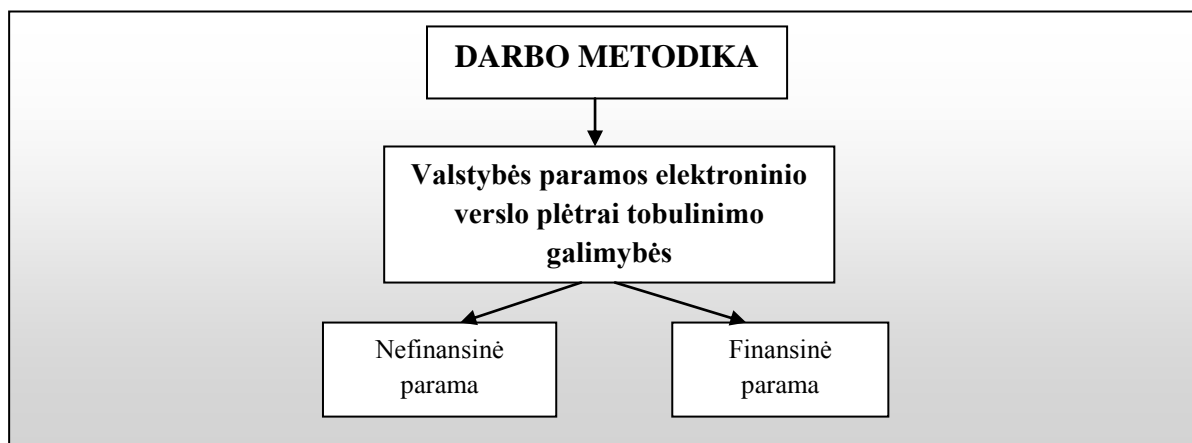 DARBO METODIKA
Valstybės paramos elektroninio
verslo plėtrai tobulinimo
galimybės
Nefinansinė
parama
Finansinė
parama